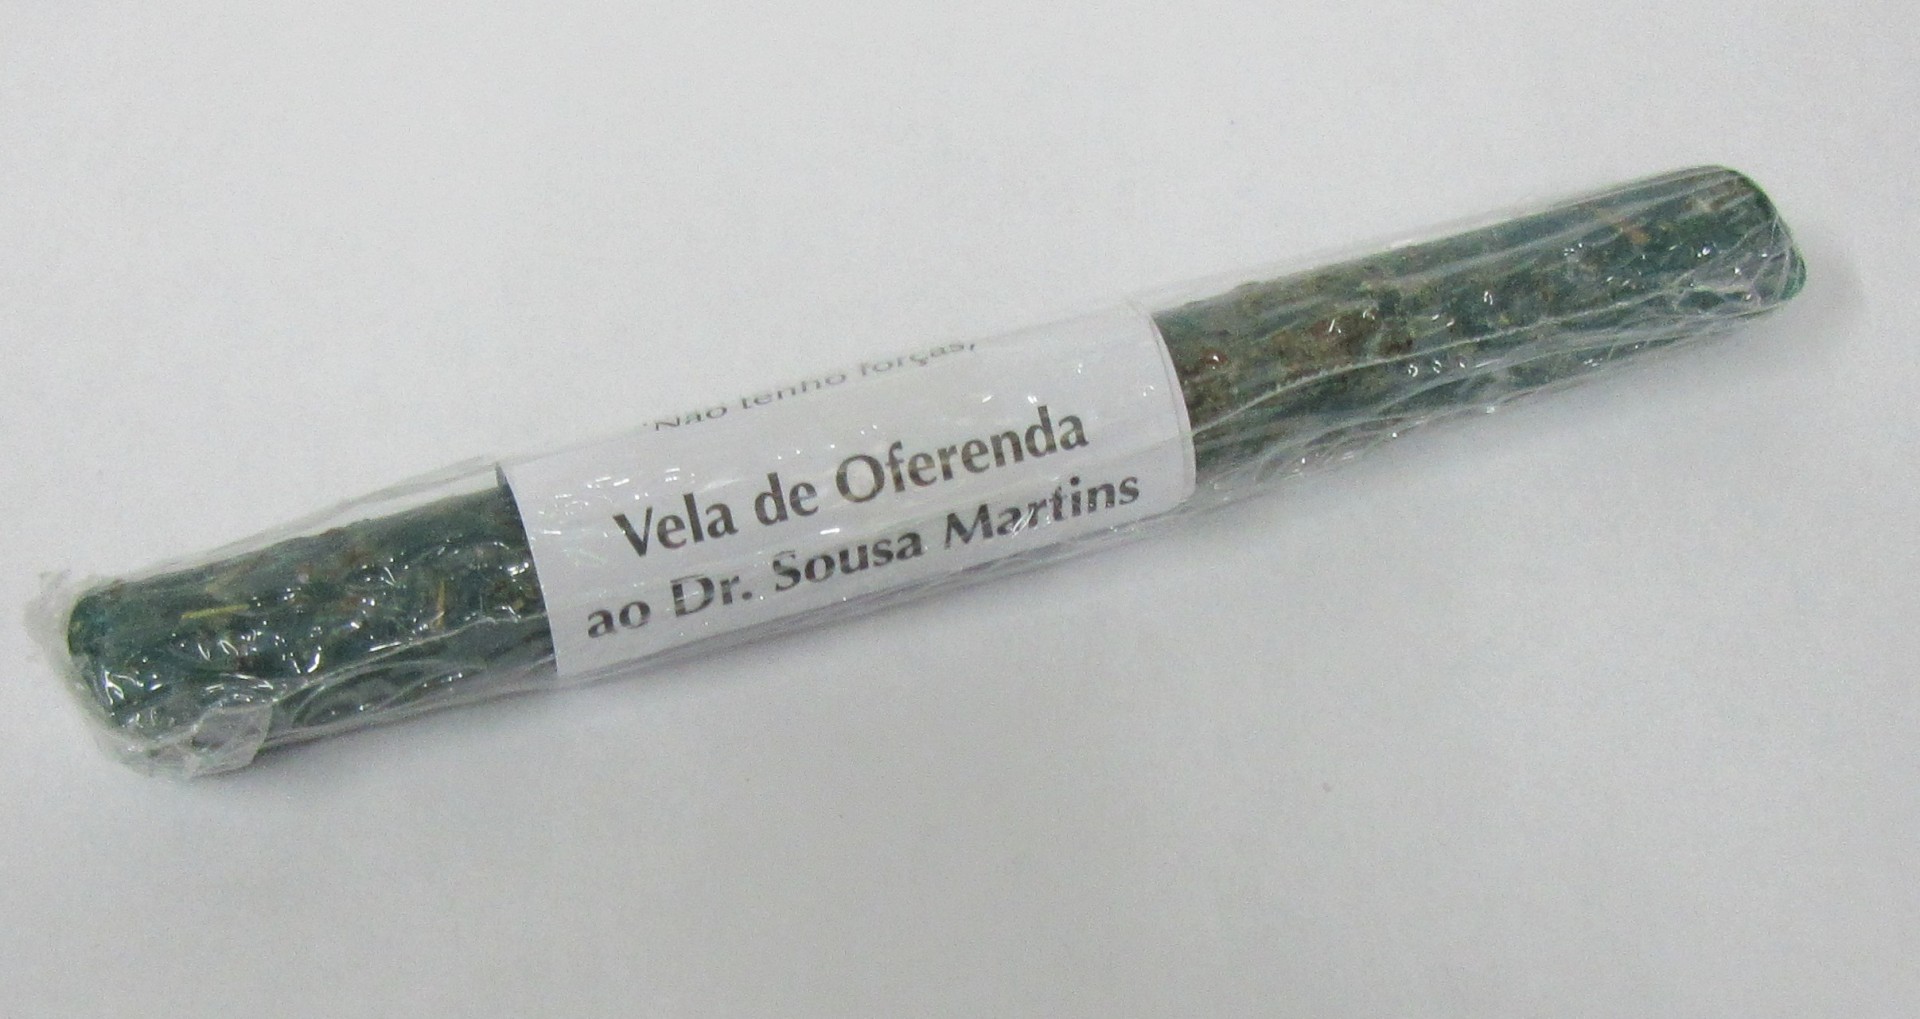 "Não tenho forças,
Vela de Oferenda
ao Dr. Sousa Martins